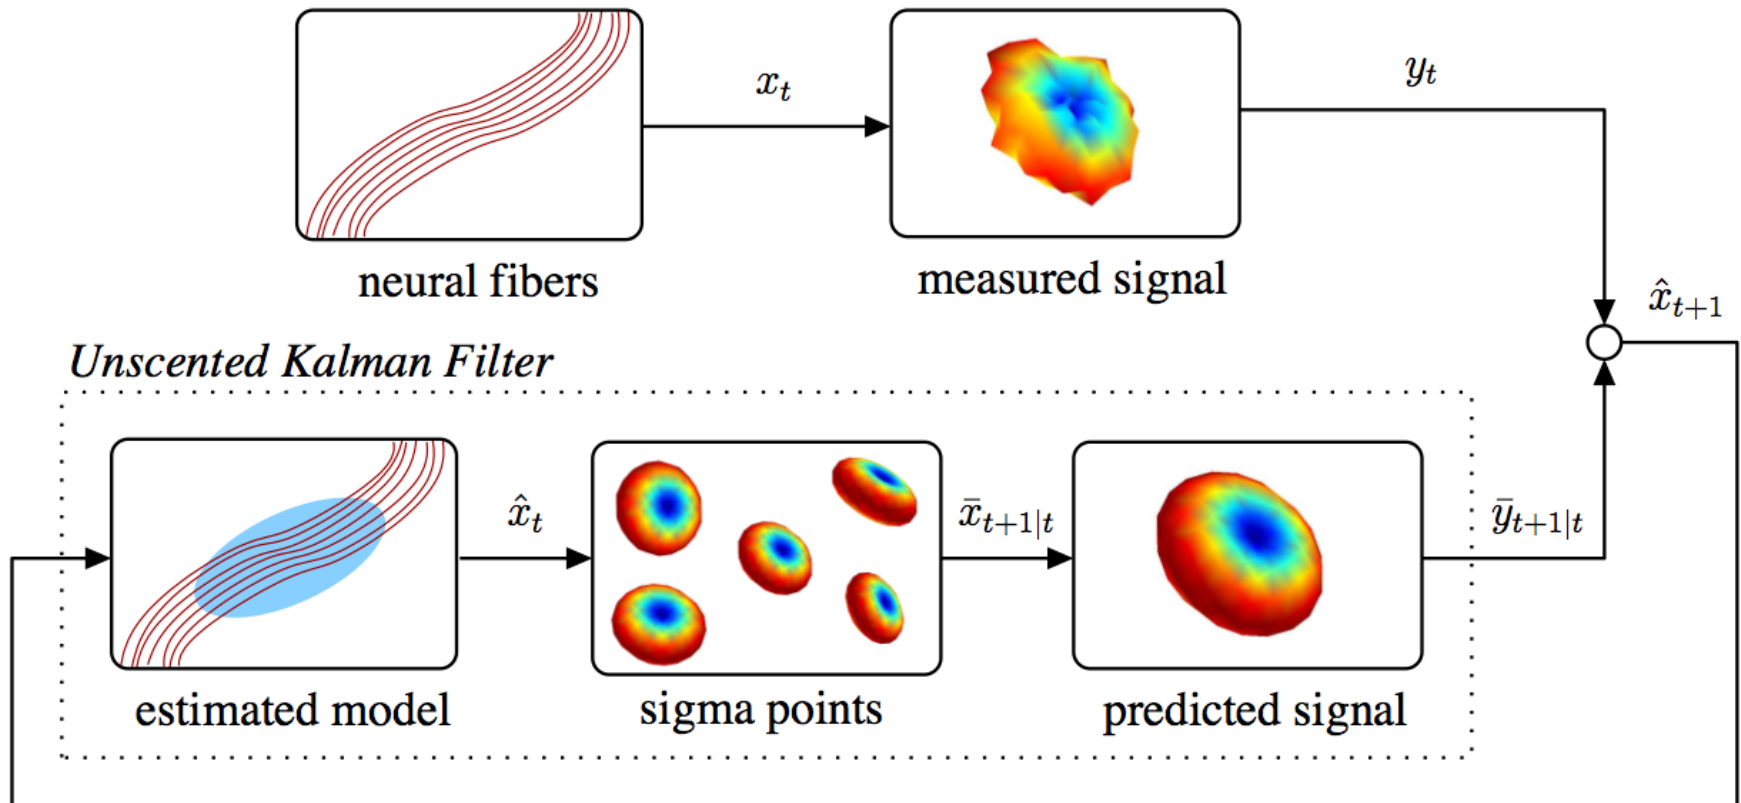 x_t
y_t
neural fibers
measured signal
x̂_{t+1}
Unscented Kalman Filter
x̂_t
x̄_{t+1|t}
ȳ_{t+1|t}
estimated model
sigma points
predicted signal